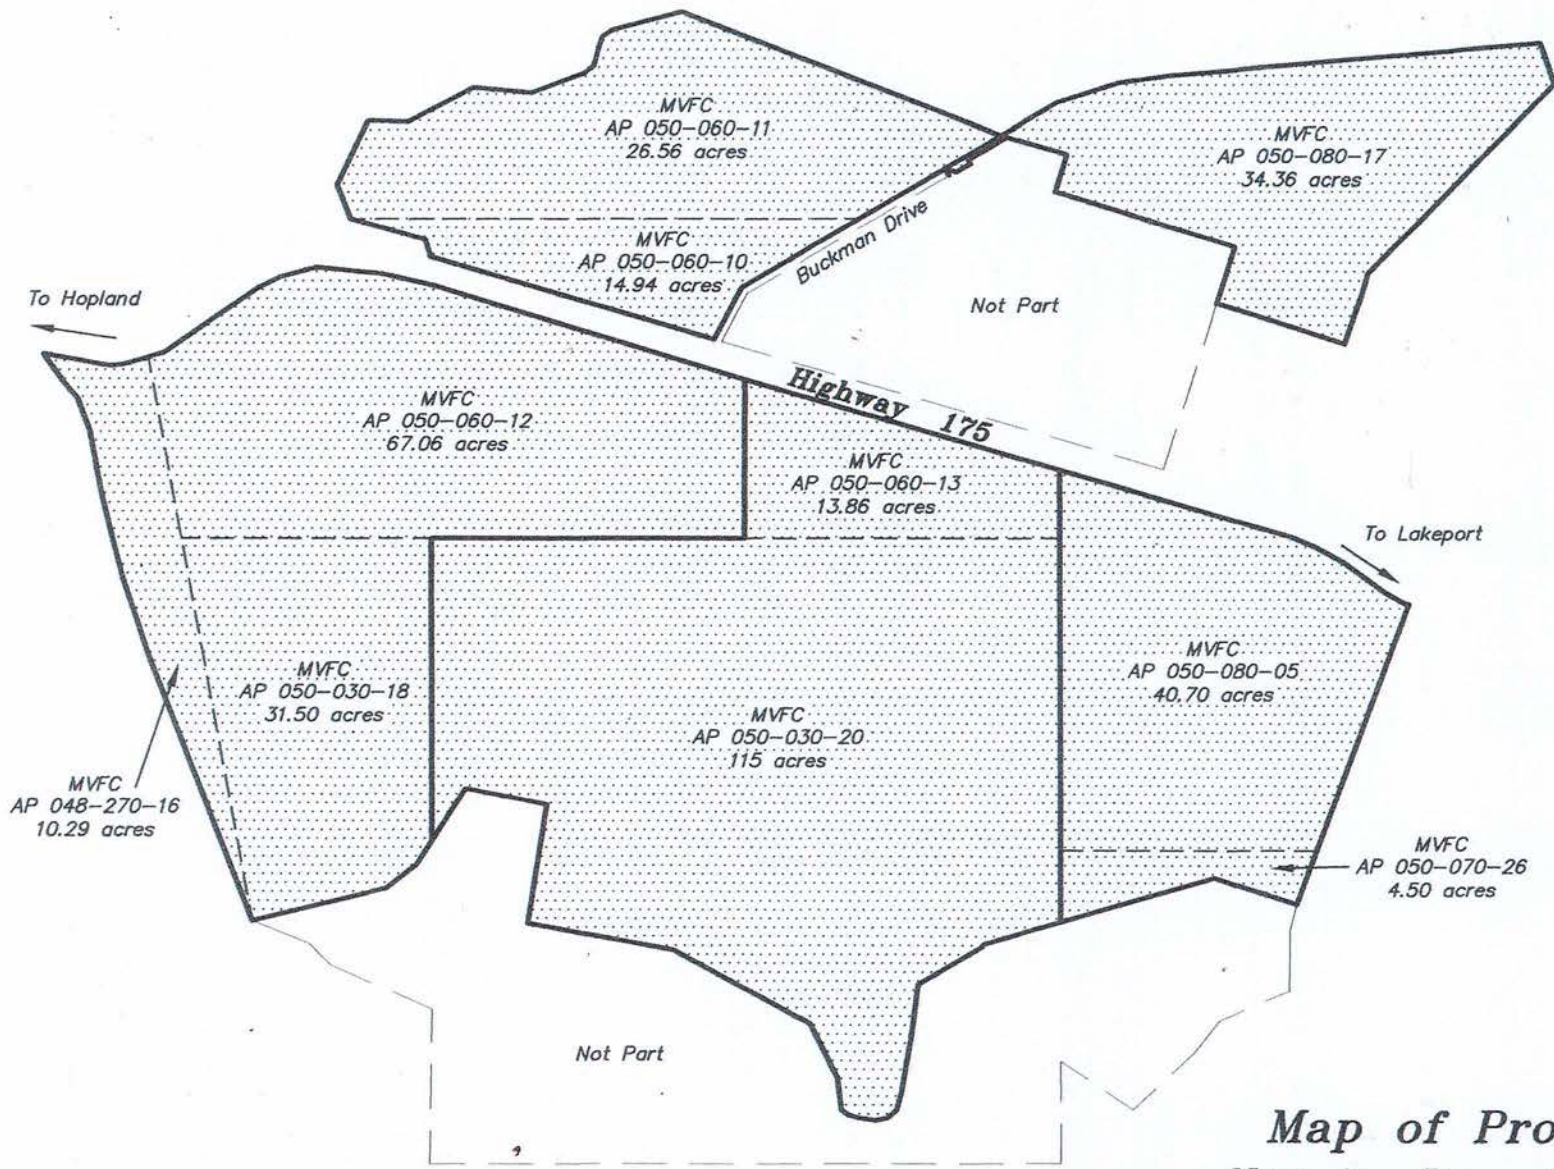 MVFC
AP 050-060-11
26.56 acres
MVFC
AP 050-080-17
34.36 acres
MVFC
AP 050-060-10
14.94 acres
Buckman Drive
Not Part
To Hopland
MVFC
AP 050-060-12
67.06 acres
Highway 175
MVFC
AP 050-060-13
13.86 acres
To Lakeport
MVFC
AP 050-030-18
31.50 acres
MVFC
AP 050-080-05
40.70 acres
MVFC
AP 050-030-20
115 acres
MVFC
AP 048-270-16
10.29 acres
MVFC
AP 050-070-26
4.50 acres
Not Part
Map of Pro